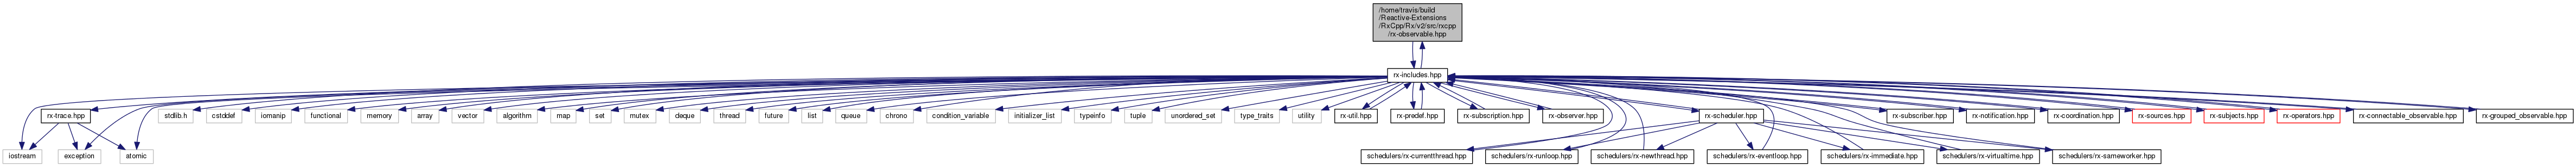 /home/travis/build
/Reactive-Extensions
/RxCpp/Rx/v2/src/rxcpp
/rx-observable.hpp
rx-includes.hpp
rx-trace.hpp
stdlib.h
cstddef
iomanip
functional
memory
array
vector
algorithm
map
set
mutex
deque
thread
future
list
queue
chrono
condition_variable
initializer_list
typeinfo
tuple
unordered_set
type_traits
utility
rx-util.hpp
rx-predef.hpp
rx-subscription.hpp
rx-observer.hpp
rx-scheduler.hpp
rx-subscriber.hpp
rx-notification.hpp
rx-coordination.hpp
rx-sources.hpp
rx-subjects.hpp
rx-operators.hpp
rx-connectable_observable.hpp
rx-grouped_observable.hpp
iostream
exception
atomic
schedulers/rx-currentthread.hpp
schedulers/rx-runloop.hpp
schedulers/rx-newthread.hpp
schedulers/rx-eventloop.hpp
schedulers/rx-immediate.hpp
schedulers/rx-virtualtime.hpp
schedulers/rx-sameworker.hpp